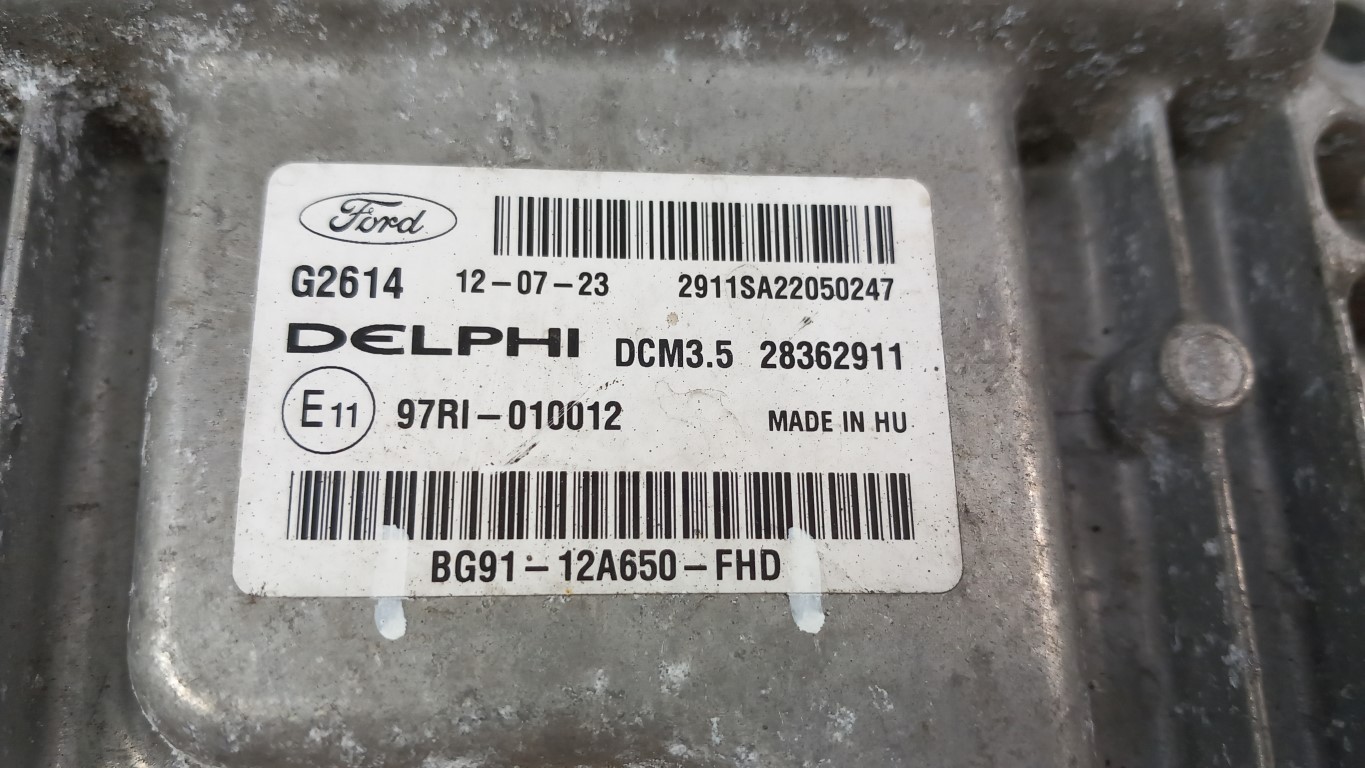 Ford
G2614 12-07-23 2911SA22050247
DELPHI DCM3.5 28362911
E11 97RI-010012 MADE IN HU
BG91-12A650-FHD